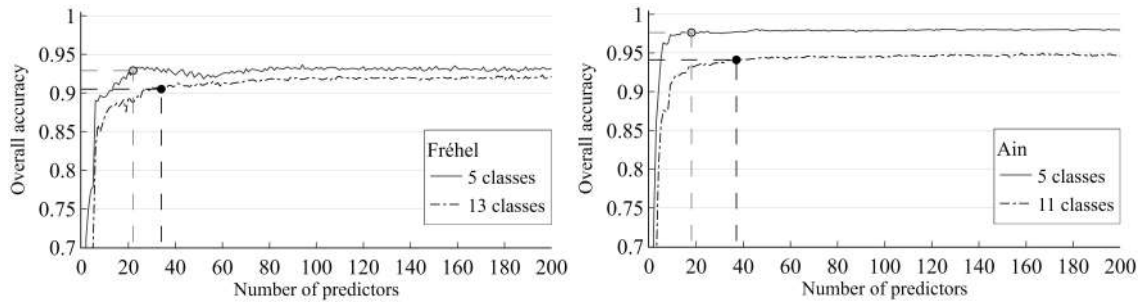 1
0.95
0.9
0.85
0.8
0.75
0.7
Overall accuracy
0 20 40 60 80 100 120 140 160 180 200
Number of predictors
Fréhel
5 classes
13 classes
1
0.95
0.9
0.85
0.8
0.75
0.7
Overall accuracy
0 20 40 60 80 100 120 140 160 180 200
Number of predictors
Ain
5 classes
11 classes